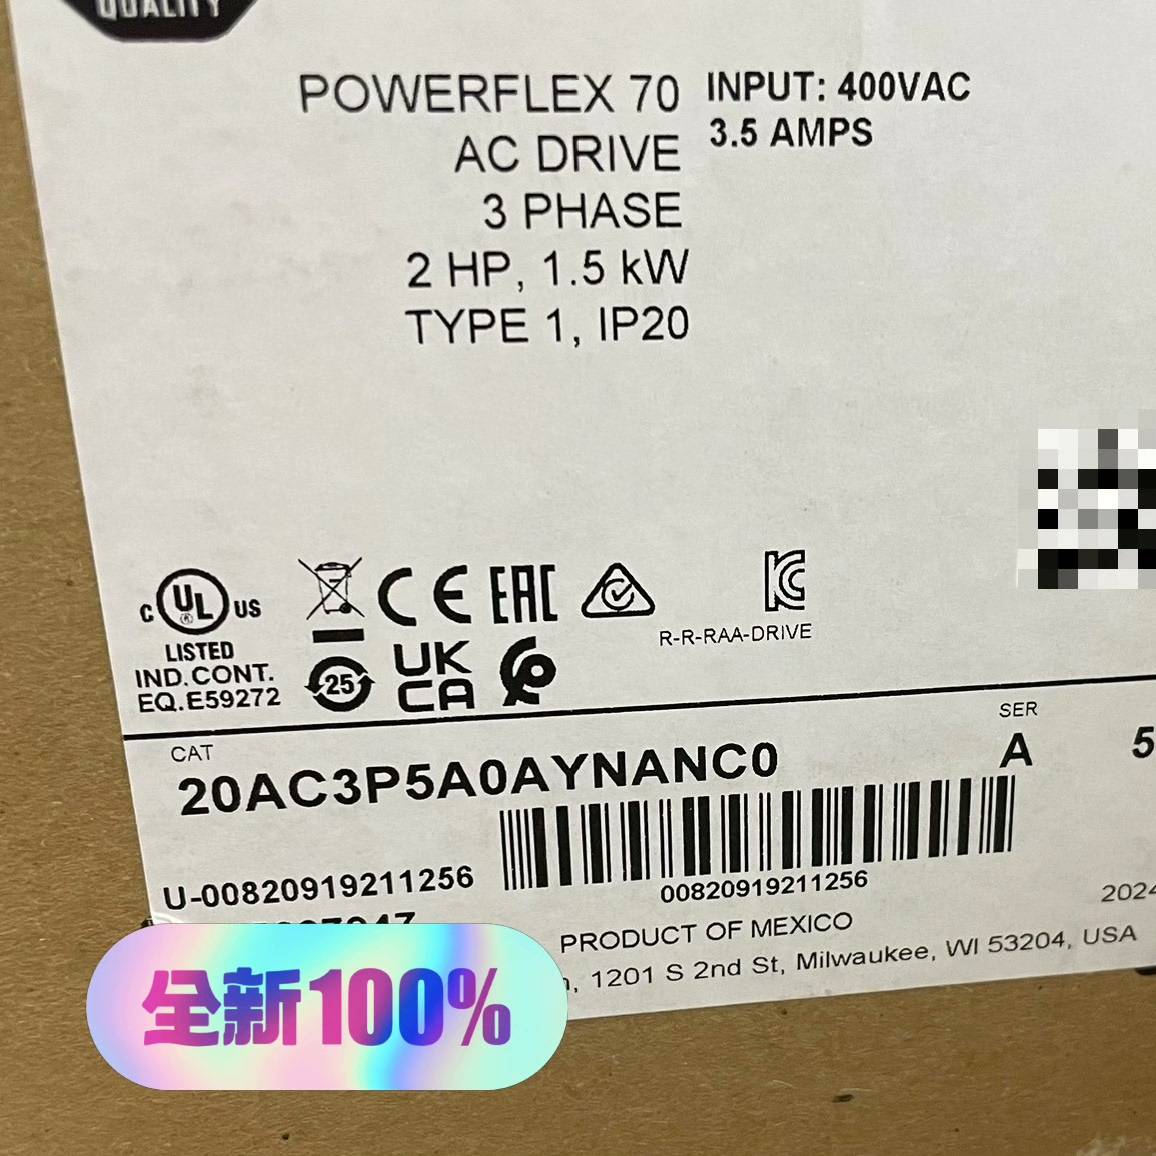 QUALITY
POWERFLEX 70
AC DRIVE
3 PHASE
2 HP, 1.5 kW
TYPE 1, IP20
INPUT: 400VAC
3.5 AMPS
C UL US
LISTED
IND.CONT.
EQ.E59272
25
CE
EAC
UK
CA
KC
R-R-RAA-DRIVE
CAT
20AC3P5A0AYNANC0
SER
A
5
U-00820919211256
00820919211256
2024
PRODUCT OF MEXICO
, 1201 S 2nd St, Milwaukee, WI 53204, USA
全新100%